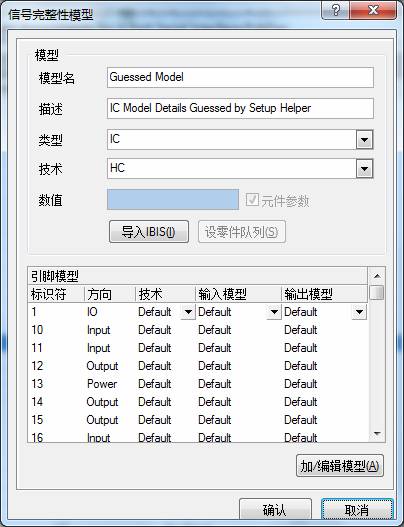 信号完整性模型
模型
模型名 Guessed Model
描述 IC Model Details Guessed by Setup Helper
类型 IC
技术 HC
数值 元件参数
导入IBIS(I) 设零件队列(S)
引脚模型
标识符 方向 技术 输入模型 输出模型
1 IO Default Default Default
10 Input Default Default Default
11 Input Default Default Default
12 Output Default Default Default
13 Power Default Default Default
14 Output Default Default Default
15 Output Default Default Default
16 Input Default Default Default
加/编辑模型(A)
确认 取消